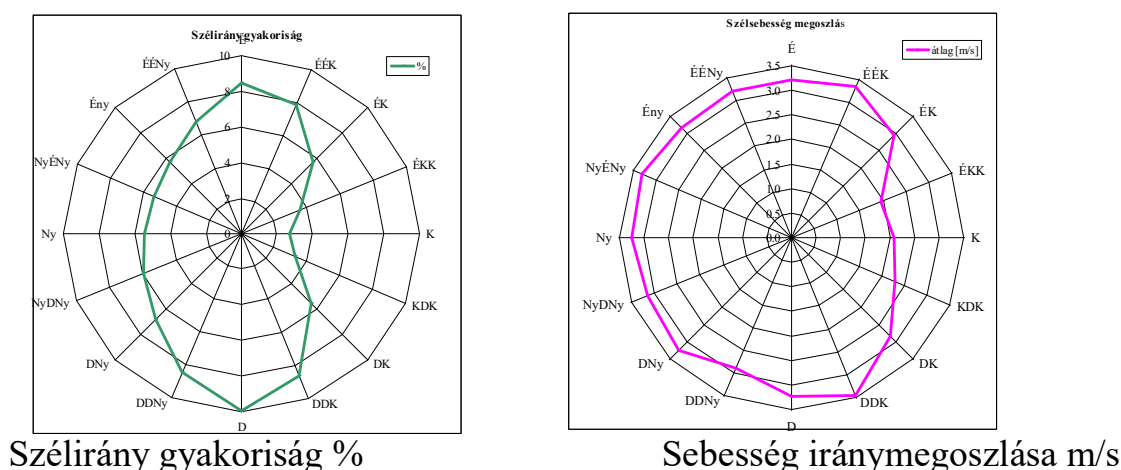 Széliránygyakoriság
É
%
10
8
6
4
2
0
ÉÉK
ÉK
ÉKK
K
KDK
DK
DDK
D
DDNy
DNy
NyDNy
Ny
NyÉNy
Ény
ÉÉNy
Szélirány gyakoriság %
Szélsebesség megoszlás
É
átlag [m/s]
3.5
3.0
2.5
2.0
1.5
1.0
0.5
0.0
ÉÉK
ÉK
ÉKK
K
KDK
DK
DDK
D
DDNy
DNy
NyDNy
Ny
NyÉNy
Ény
ÉÉNy
Sebesség iránymegoszlása m/s